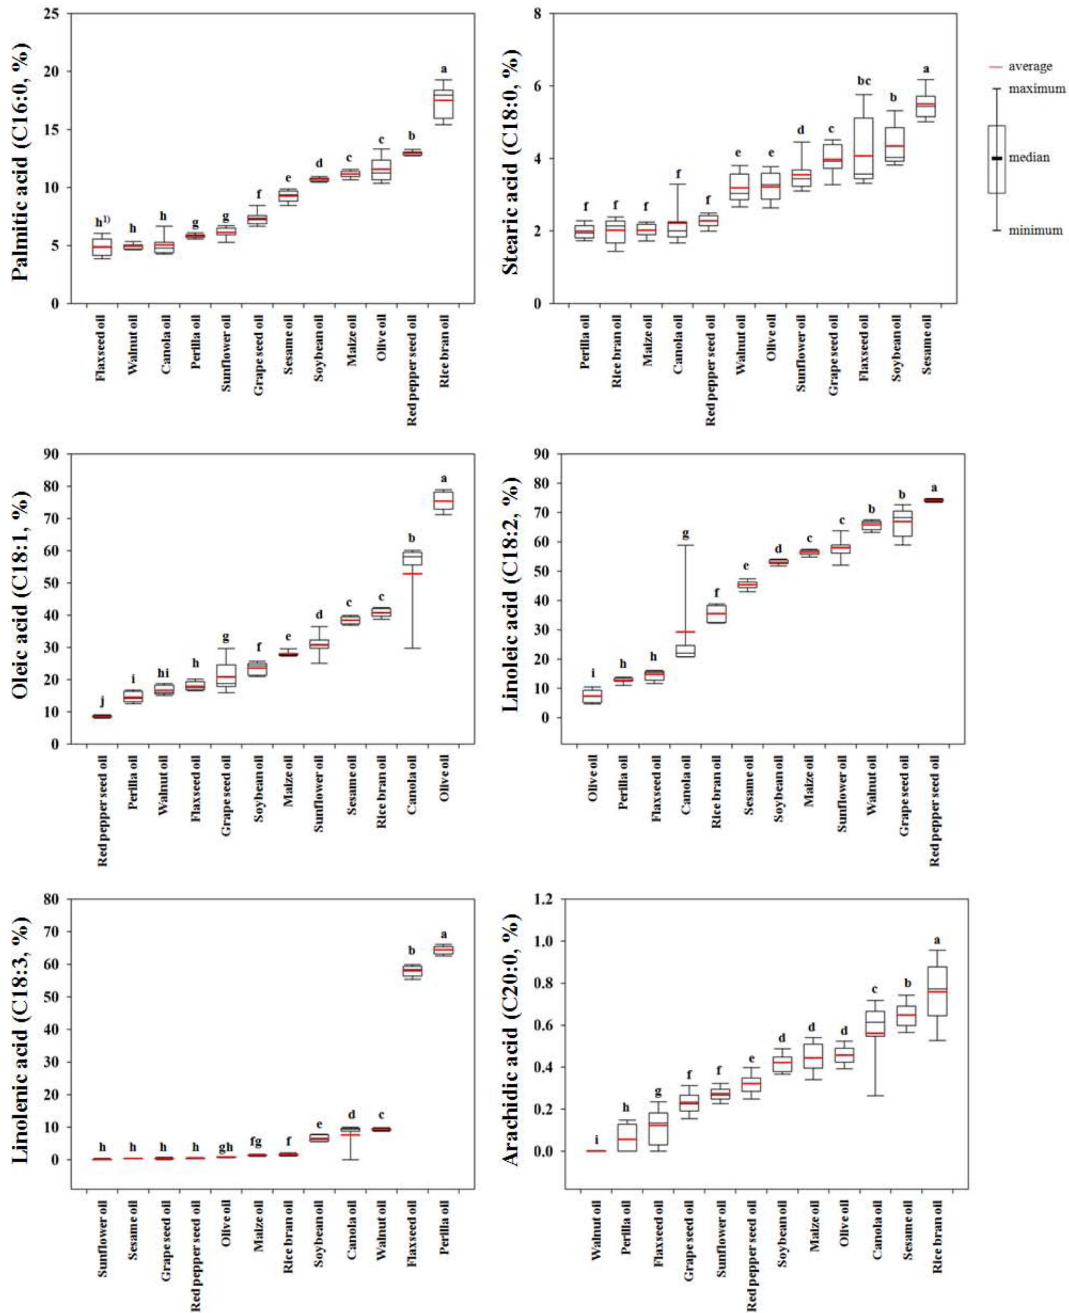 Palmitic acid (C16:0, %)
25
20
15
10
5
0
h1)
h
h
g
g
f
e
d
c
c
b
a
Flaxseed oil
Walnut oil
Canola oil
Perilla oil
Sunflower oil
Grape seed oil
Sesame oil
Soybean oil
Maize oil
Olive oil
Red pepper seed oil
Rice bran oil
Stearic acid (C18:0, %)
8
6
4
2
0
f
f
f
f
f
e
e
d
c
bc
b
a
Perilla oil
Rice bran oil
Maize oil
Canola oil
Red pepper seed oil
Walnut oil
Olive oil
Sunflower oil
Grape seed oil
Flaxseed oil
Soybean oil
Sesame oil
average
maximum
median
minimum
Oleic acid (C18:1, %)
90
80
70
60
50
40
30
20
10
0
j
i
hi
h
g
f
e
d
c
c
b
a
Red pepper seed oil
Perilla oil
Walnut oil
Flaxseed oil
Grape seed oil
Soybean oil
Maize oil
Sunflower oil
Sesame oil
Rice bran oil
Canola oil
Olive oil
Linoleic acid (C18:2, %)
90
80
70
60
50
40
30
20
10
0
i
h
h
g
f
e
d
c
c
b
b
a
Olive oil
Perilla oil
Flaxseed oil
Canola oil
Rice bran oil
Sesame oil
Soybean oil
Maize oil
Sunflower oil
Walnut oil
Grape seed oil
Red pepper seed oil
Linolenic acid (C18:3, %)
80
70
60
50
40
30
20
10
0
h
h
h
h
gh
fg
f
e
d
c
b
a
Sunflower oil
Sesame oil
Grape seed oil
Red pepper seed oil
Olive oil
Maize oil
Rice bran oil
Soybean oil
Canola oil
Walnut oil
Flaxseed oil
Perilla oil
Arachidic acid (C20:0, %)
1.2
1.0
0.8
0.6
0.4
0.2
0.0
i
h
g
f
f
e
d
d
d
c
b
a
Walnut oil
Perilla oil
Flaxseed oil
Grape seed oil
Sunflower oil
Red pepper seed oil
Soybean oil
Maize oil
Olive oil
Canola oil
Sesame oil
Rice bran oil